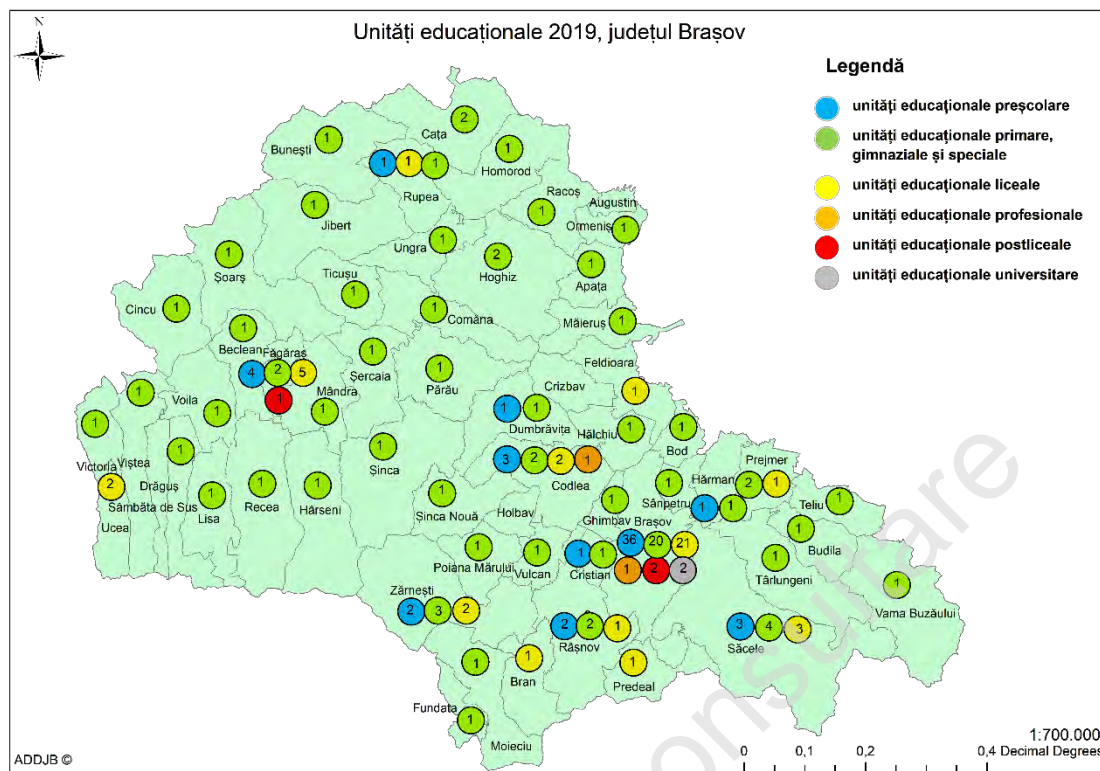 Unități educaționale 2019, județul Brașov
N
Legendă
unități educaționale preșcolare
unități educaționale primare,
gimnaziale și speciale
unități educaționale liceale
unități educaționale profesionale
unități educaționale postliceale
unități educaționale universitare
2
Cața
1
Bunești
1
Homorod
1 1 1
Rupea
1
Jibert
Racoș
1
Augustin
Ormeniș
1
1
Ungra
2
Hoghiz
1
Apața
1
Șoarș
Ticușu
1
Cincu
1
1
Comăna
Măieruș
1
1
Beclean
Făgăraș
4 2 5
1
1
Șercaia
1
Părău
Mândra
1
Feldioara
1
Crizbav
1 1
Dumbrăvița
Hălchiu
1
1
Bod
1
Voila
1
1
Victoria
2
Viștea
1
Drăguș
Sâmbăta de Sus
Ucea
1
Lisa
1
Recea
1
Hârseni
1
Șinca
1
Șinca Nouă
3 2 2 1
Codlea
Holbav
1
Ghimbav
1
Sânpetru
Hărman
1 1
Prejmer
2 1
Teliu
1
1
Budila
1
Târlungeni
1
Vama Buzăului
Brașov
36 20 21
1 2 2
1 1
Cristian
1
Poiana Mărului
1
Vulcan
Zărnești
2 3 2
2 2 1
Râșnov
3 4 3
Săcele
1
1
Bran
1
Predeal
Fundata
1
Moieciu
onsultare
1:700.000
0 0,1 0,2 0,4 Decimal Degrees
ADDJB ©